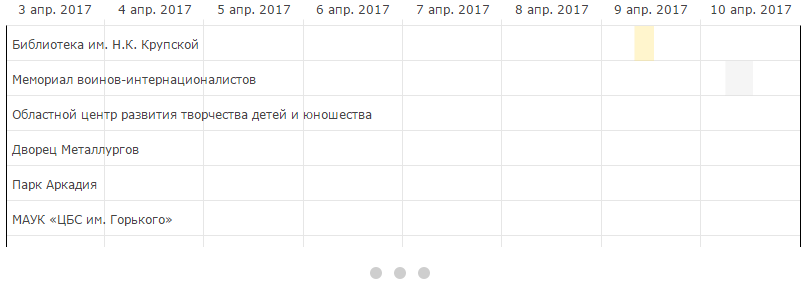 3 апр. 2017 4 апр. 2017 5 апр. 2017 6 апр. 2017 7 апр. 2017 8 апр. 2017 9 апр. 2017 10 апр. 2017
Библиотека им. Н.К. Крупской
Мемориал воинов-интернационалистов
Областной центр развития творчества детей и юношества
Дворец Металлургов
Парк Аркадия
МАУК «ЦБС им. Горького»